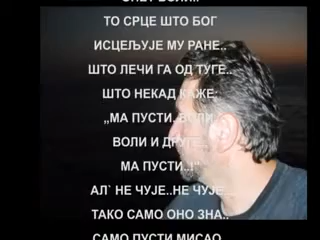 ТО СРЦЕ ШТО БОГ
ИСЦЕЉУЈЕ МУ РАНЕ..
ШТО ЛЕЧИ ГА ОД ТУГЕ..
ШТО НЕКАД КАЖЕ:
„МА ПУСТИ. ВОЛИ
ВОЛИ И ДРУГЕ..
МА ПУСТИ..!“
АЛ` НЕ ЧУЈЕ..НЕ ЧУЈЕ..
ТАКО САМО ОНО ЗНА..
САМО ПУСТИ МИСАО